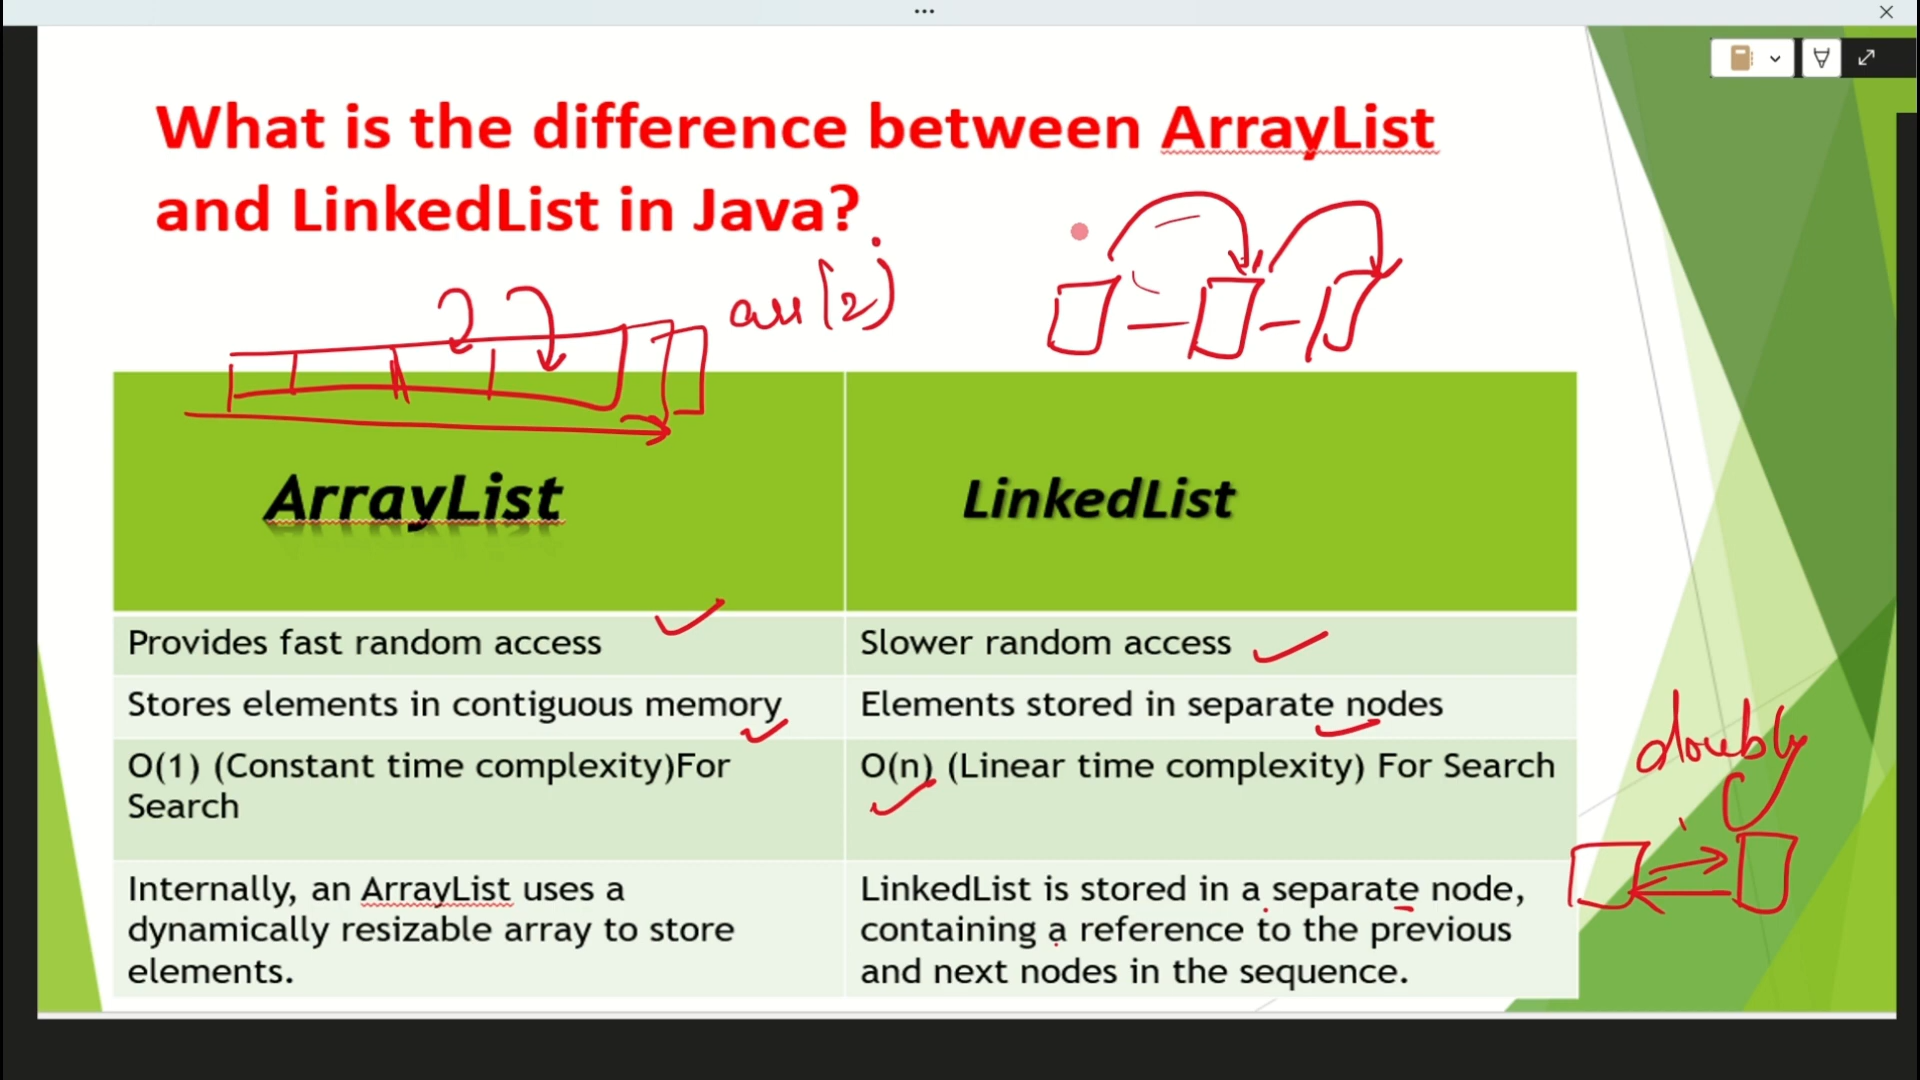 What is the difference between ArrayList
and LinkedList in Java?
arr(2)
ArrayList
LinkedList
Provides fast random access
Slower random access
Stores elements in contiguous memory
Elements stored in separate nodes
O(1) (Constant time complexity)For
Search
O(n) (Linear time complexity) For Search
Internally, an ArrayList uses a
dynamically resizable array to store
elements.
LinkedList is stored in a separate node,
containing a reference to the previous
and next nodes in the sequence.
doubly